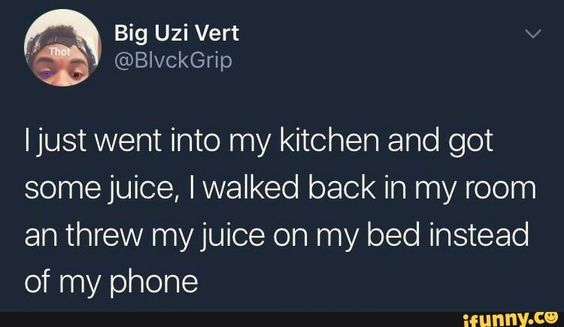 Thot
Big Uzi Vert
@BlvckGrip
I just went into my kitchen and got
some juice, I walked back in my room
an threw my juice on my bed instead
of my phone
ifunny.ce